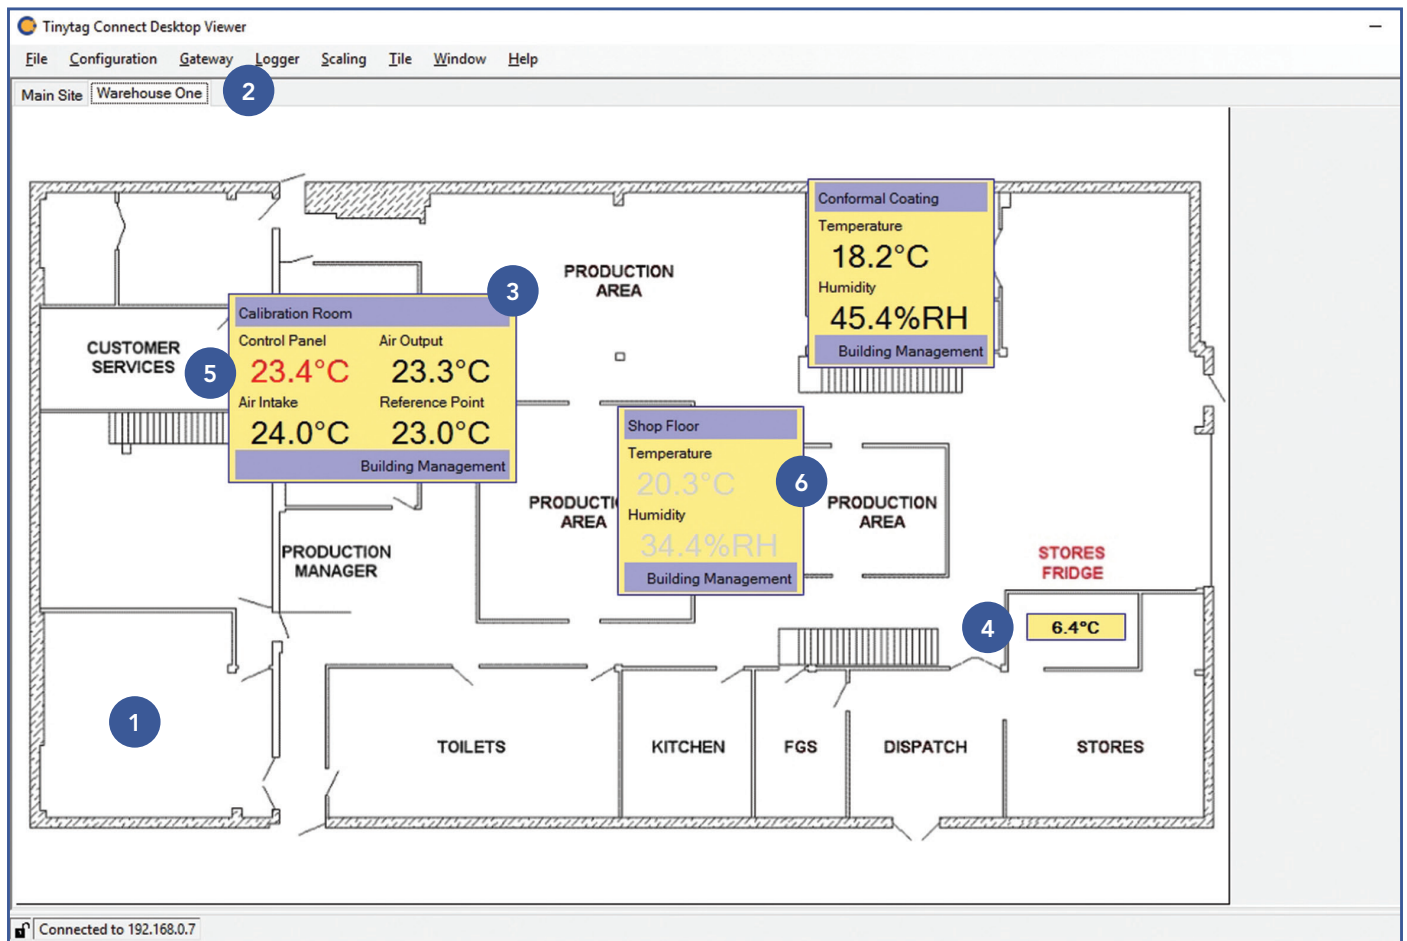 Tinytag Connect Desktop Viewer
File Configuration Gateway Logger Scaling Tile Window Help
Main Site Warehouse One 2
Conformal Coating
Temperature
18.2°C
Humidity
45.4%RH
Building Management
PRODUCTION
AREA
3
Calibration Room
Control Panel Air Output
23.4°C 23.3°C
Air Intake Reference Point
24.0°C 23.0°C
Building Management
CUSTOMER
SERVICES
5
Shop Floor
Temperature
20.3°C
Humidity
34.4%RH
Building Management
6
PRODUCTI
AREA
PRODUCTION
AREA
PRODUCTION
MANAGER
STORES
FRIDGE
4
6.4°C
1
TOILETS KITCHEN FGS DISPATCH STORES
Connected to 192.168.0.7